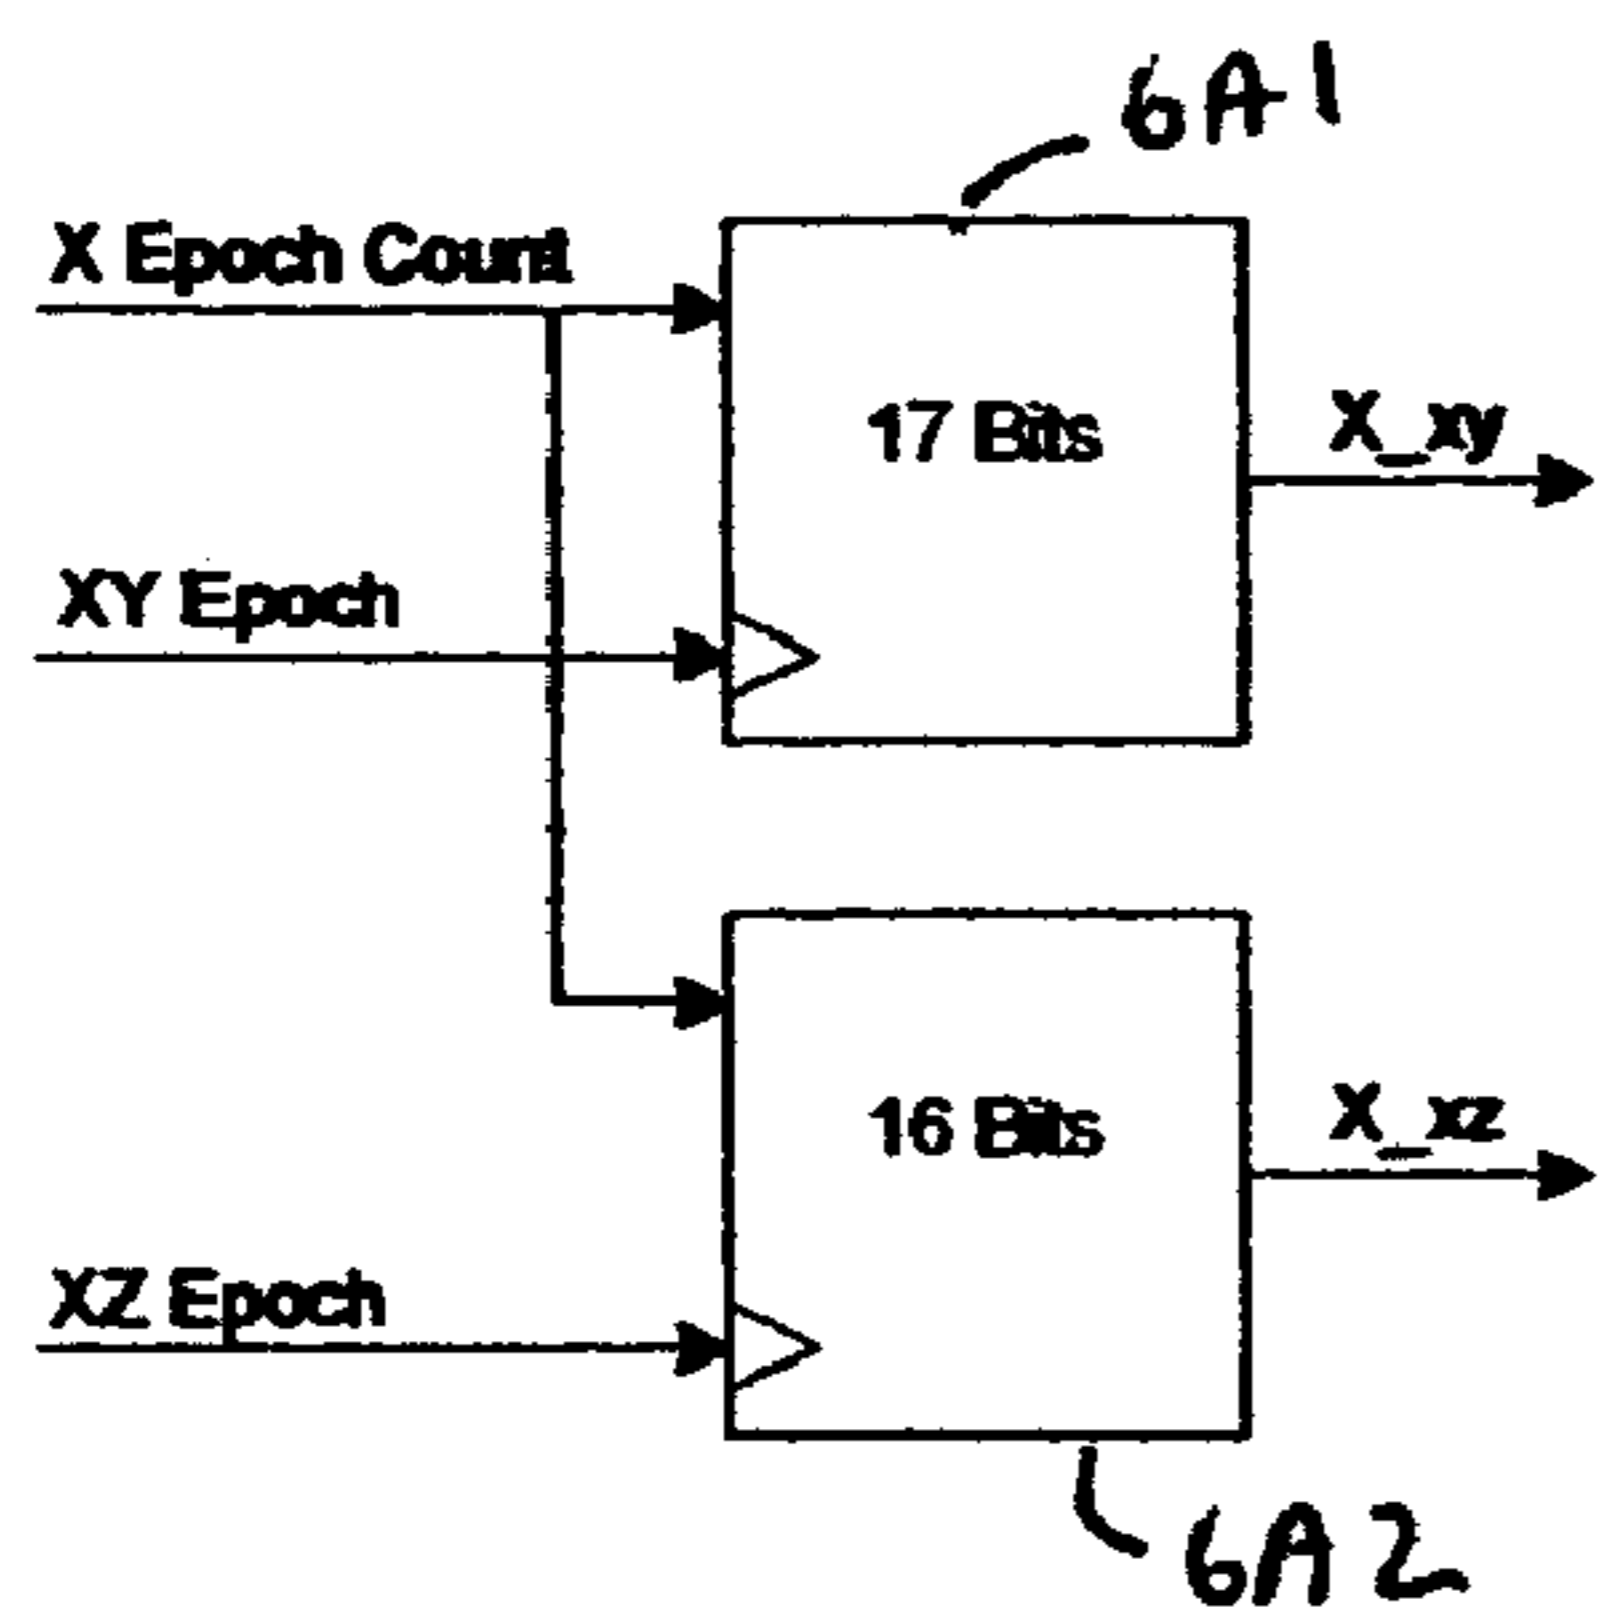 6A1
X Epoch Count
17 Bits
X_xy
XY Epoch
16 Bits
X_xz
XZ Epoch
6A2